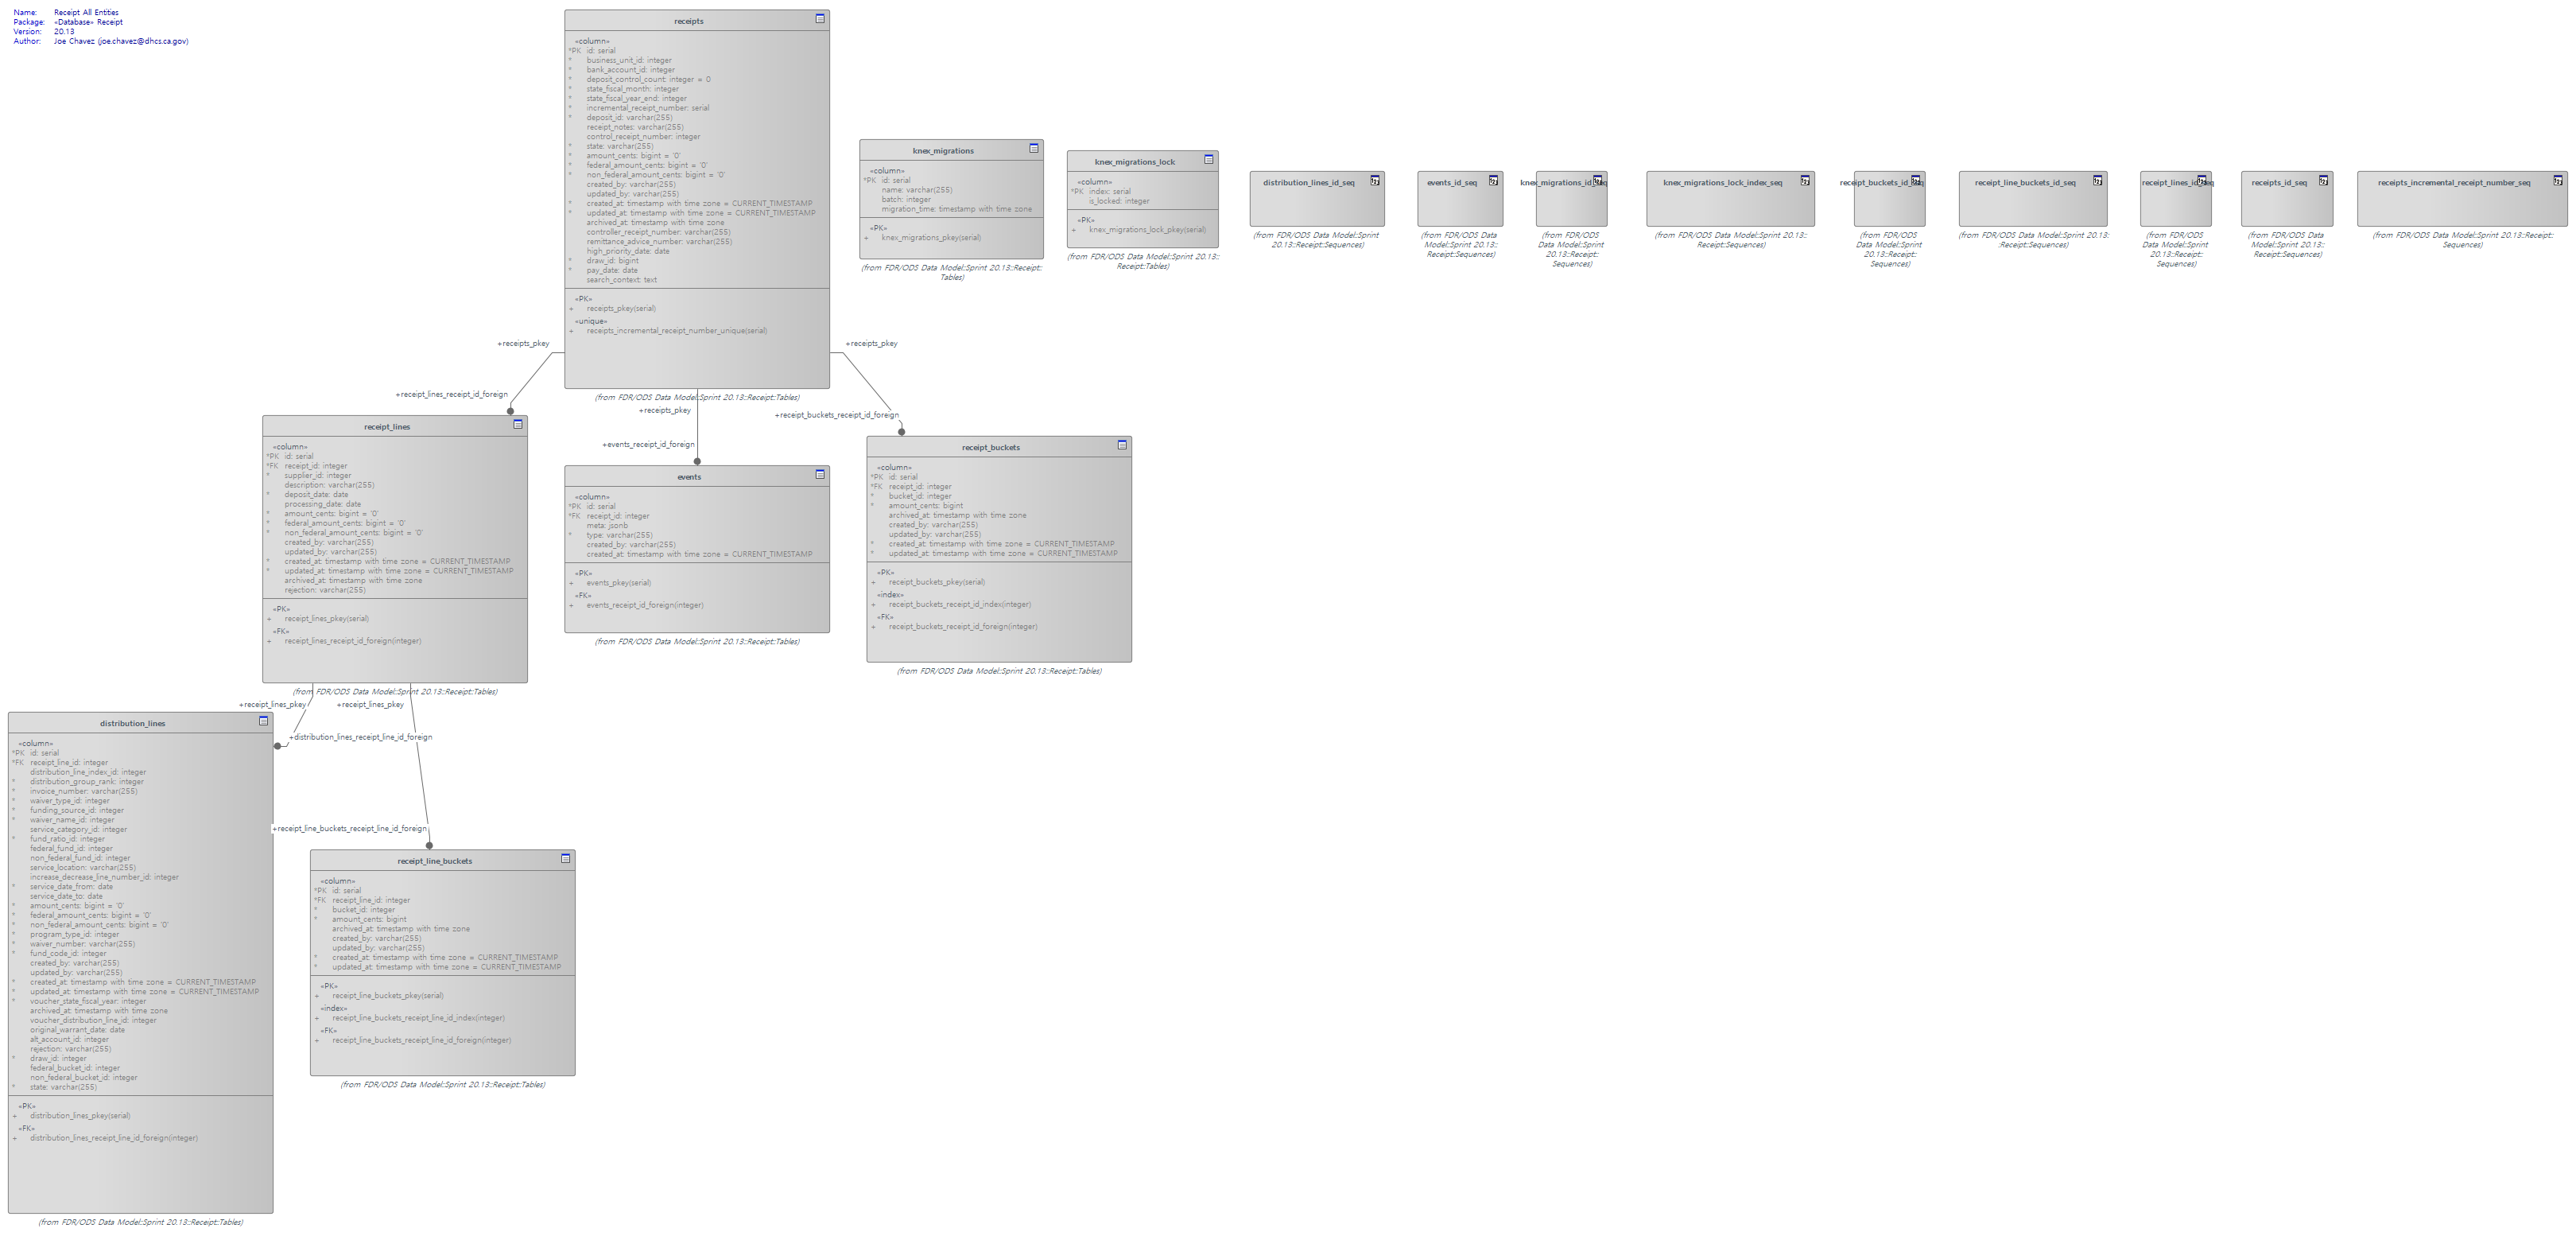 Name: Receipt All Entities
Package: «Database» Receipt
Version: 20.13
Author: Joe Chavez (joe.chavez@dhcs.ca.gov)
receipts
«column»
*PK id: serial
* business_unit_id: integer
* bank_account_id: integer
* deposit_control_count: integer = 0
* state_fiscal_month: integer
* state_fiscal_year_end: integer
* incremental_receipt_number: serial
* deposit_id: varchar(255)
receipt_notes: varchar(255)
control_receipt_number: integer
* state: varchar(255)
* amount_cents: bigint = '0'
* federal_amount_cents: bigint = '0'
* non_federal_amount_cents: bigint = '0'
created_by: varchar(255)
updated_by: varchar(255)
* created_at: timestamp with time zone = CURRENT_TIMESTAMP
* updated_at: timestamp with time zone = CURRENT_TIMESTAMP
archived_at: timestamp with time zone
controller_receipt_number: varchar(255)
remittance_advice_number: varchar(255)
high_priority_date: date
* draw_id: bigint
* pay_date: date
search_context: text
«PK»
+ receipts_pkey(serial)
«unique»
+ receipts_incremental_receipt_number_unique(serial)
(from FDR/ODS Data Model::Sprint 20.13::Receipt::Tables)
knex_migrations
«column»
*PK id: serial
name: varchar(255)
batch: integer
migration_time: timestamp with time zone
«PK»
+ knex_migrations_pkey(serial)
(from FDR/ODS Data Model::Sprint 20.13::Receipt::
Tables)
knex_migrations_lock
«column»
*PK index: serial
is_locked: integer
«PK»
+ knex_migrations_lock_pkey(serial)
(from FDR/ODS Data Model::Sprint 20.13::
Receipt::Tables)
distribution_lines_id_seq
(from FDR/ODS Data Model::Sprint
20.13::Receipt::Sequences)
events_id_seq
(from FDR/ODS Data
Model::Sprint 20.13::
Receipt::Sequences)
knex_migrations_id_seq
(from FDR/ODS
Data Model::Sprint
20.13::Receipt::
Sequences)
knex_migrations_lock_index_seq
(from FDR/ODS Data Model::Sprint 20.13::
Receipt::Sequences)
receipt_buckets_id_seq
(from FDR/ODS
Data Model::Sprint
20.13::Receipt::
Sequences)
receipt_line_buckets_id_seq
(from FDR/ODS Data Model::Sprint 20.13:
:Receipt::Sequences)
receipt_lines_id_seq
(from FDR/ODS
Data Model::Sprint
20.13::Receipt::
Sequences)
receipts_id_seq
(from FDR/ODS Data
Model::Sprint 20.13::
Receipt::Sequences)
receipts_incremental_receipt_number_seq
(from FDR/ODS Data Model::Sprint 20.13::Receipt::
Sequences)
+receipts_pkey
+receipt_lines_receipt_id_foreign
+receipts_pkey
+events_receipt_id_foreign
+receipts_pkey
+receipt_buckets_receipt_id_foreign
receipt_lines
«column»
*PK id: serial
*FK receipt_id: integer
* supplier_id: integer
description: varchar(255)
* deposit_date: date
processing_date: date
* amount_cents: bigint = '0'
* federal_amount_cents: bigint = '0'
* non_federal_amount_cents: bigint = '0'
created_by: varchar(255)
updated_by: varchar(255)
* created_at: timestamp with time zone = CURRENT_TIMESTAMP
* updated_at: timestamp with time zone = CURRENT_TIMESTAMP
archived_at: timestamp with time zone
rejection: varchar(255)
«PK»
+ receipt_lines_pkey(serial)
«FK»
+ receipt_lines_receipt_id_foreign(integer)
(from FDR/ODS Data Model::Sprint 20.13::Receipt::Tables)
events
«column»
*PK id: serial
*FK receipt_id: integer
meta: jsonb
* type: varchar(255)
created_by: varchar(255)
created_at: timestamp with time zone = CURRENT_TIMESTAMP
«PK»
+ events_pkey(serial)
«FK»
+ events_receipt_id_foreign(integer)
(from FDR/ODS Data Model::Sprint 20.13::Receipt::Tables)
receipt_buckets
«column»
*PK id: serial
*FK receipt_id: integer
* bucket_id: integer
* amount_cents: bigint
archived_at: timestamp with time zone
created_by: varchar(255)
updated_by: varchar(255)
* created_at: timestamp with time zone = CURRENT_TIMESTAMP
* updated_at: timestamp with time zone = CURRENT_TIMESTAMP
«PK»
+ receipt_buckets_pkey(serial)
«index»
+ receipt_buckets_receipt_id_index(integer)
«FK»
+ receipt_buckets_receipt_id_foreign(integer)
(from FDR/ODS Data Model::Sprint 20.13::Receipt::Tables)
+receipt_lines_pkey
+distribution_lines_receipt_line_id_foreign
+receipt_lines_pkey
+receipt_line_buckets_receipt_line_id_foreign
distribution_lines
«column»
*PK id: serial
*FK receipt_line_id: integer
distribution_line_index_id: integer
* distribution_group_rank: integer
* invoice_number: varchar(255)
* waiver_type_id: integer
* funding_source_id: integer
* waiver_name_id: integer
service_category_id: integer
* fund_ratio_id: integer
federal_fund_id: integer
non_federal_fund_id: integer
service_location: varchar(255)
increase_decrease_line_number_id: integer
* service_date_from: date
service_date_to: date
* amount_cents: bigint = '0'
* federal_amount_cents: bigint = '0'
* non_federal_amount_cents: bigint = '0'
* program_type_id: integer
* waiver_number: varchar(255)
* fund_code_id: integer
created_by: varchar(255)
updated_by: varchar(255)
* created_at: timestamp with time zone = CURRENT_TIMESTAMP
* updated_at: timestamp with time zone = CURRENT_TIMESTAMP
* voucher_state_fiscal_year: integer
archived_at: timestamp with time zone
voucher_distribution_line_id: integer
original_warrant_date: date
alt_account_id: integer
rejection: varchar(255)
* draw_id: integer
federal_bucket_id: integer
non_federal_bucket_id: integer
* state: varchar(255)
«PK»
+ distribution_lines_pkey(serial)
«FK»
+ distribution_lines_receipt_line_id_foreign(integer)
(from FDR/ODS Data Model::Sprint 20.13::Receipt::Tables)
receipt_line_buckets
«column»
*PK id: serial
*FK receipt_line_id: integer
* bucket_id: integer
* amount_cents: bigint
archived_at: timestamp with time zone
created_by: varchar(255)
updated_by: varchar(255)
* created_at: timestamp with time zone = CURRENT_TIMESTAMP
* updated_at: timestamp with time zone = CURRENT_TIMESTAMP
«PK»
+ receipt_line_buckets_pkey(serial)
«index»
+ receipt_line_buckets_receipt_line_id_index(integer)
«FK»
+ receipt_line_buckets_receipt_line_id_foreign(integer)
(from FDR/ODS Data Model::Sprint 20.13::Receipt::Tables)